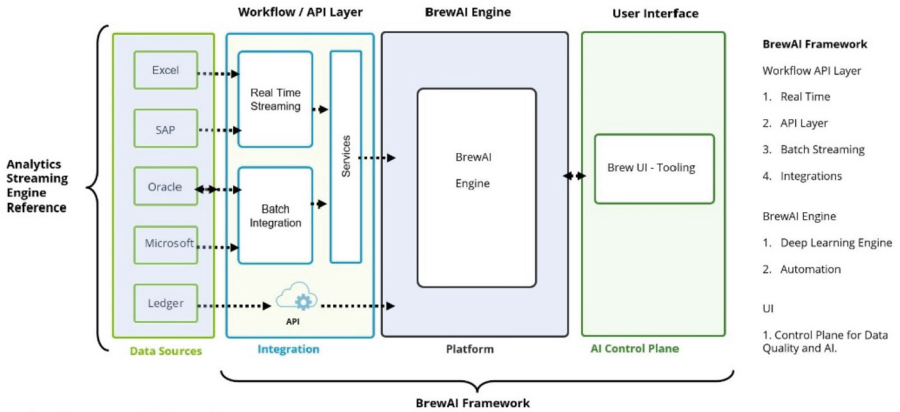 Workflow / API Layer
BrewAI Engine
User Interface
Analytics
Streaming
Engine
Reference
Excel
SAP
Oracle
Microsoft
Ledger
Data Sources
Real Time
Streaming
Batch
Integration
Services
API
Integration
BrewAI
Engine
Platform
Brew UI - Tooling
AI Control Plane
BrewAI Framework
BrewAI Framework
Workflow API Layer
1. Real Time
2. API Layer
3. Batch Streaming
4. Integrations
BrewAI Engine
1. Deep Learning Engine
2. Automation
UI
1. Control Plane for Data
Quality and AI.